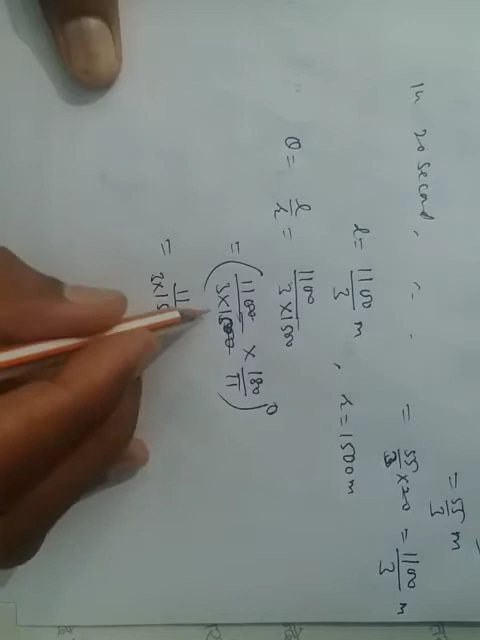 = 55/3 m
In 20 second, = 55/3 × 20 = 1100/3 m
l = 1100/3 m, r = 1500 m
θ = l/r = 1100/(3×1500)
= (1100/(3×1500) × 180/π)°
= 11/(3×15